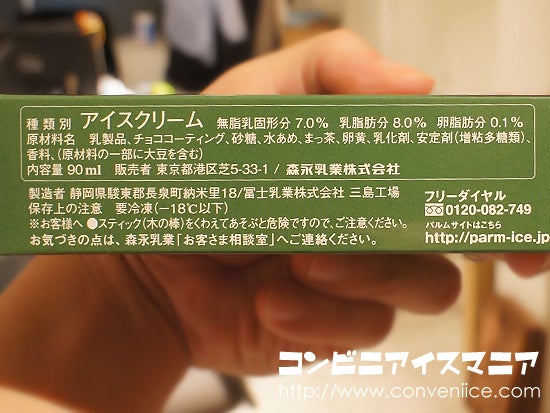 種類別 アイスクリーム 無脂乳固形分 7.0% 乳脂肪分 8.0% 卵脂肪分 0.1%
原材料名 乳製品、チョココーティング、砂糖、水あめ、まっ茶、卵黄、乳化剤、安定剤(増粘多糖類)、
香料、(原材料の一部に大豆を含む)
内容量 90ml 販売者 東京都港区芝5-33-1 / 森永乳業株式会社
製造者 静岡県駿東郡長泉町納米里18/冨士乳業株式会社 三島工場
保存上の注意 要冷凍(−18℃以下)
※お客様へ ●スティック(木の棒)をくわえてあそぶと危険ですので、ご注意ください。
お気づきの点は、森永乳業「お客さま相談室」へご連絡ください。
フリーダイヤル
0120-082-749
パルムサイトはこちら
http://parm-ice.jp
コンビニアイスマニア
http://www.conveniice.com/